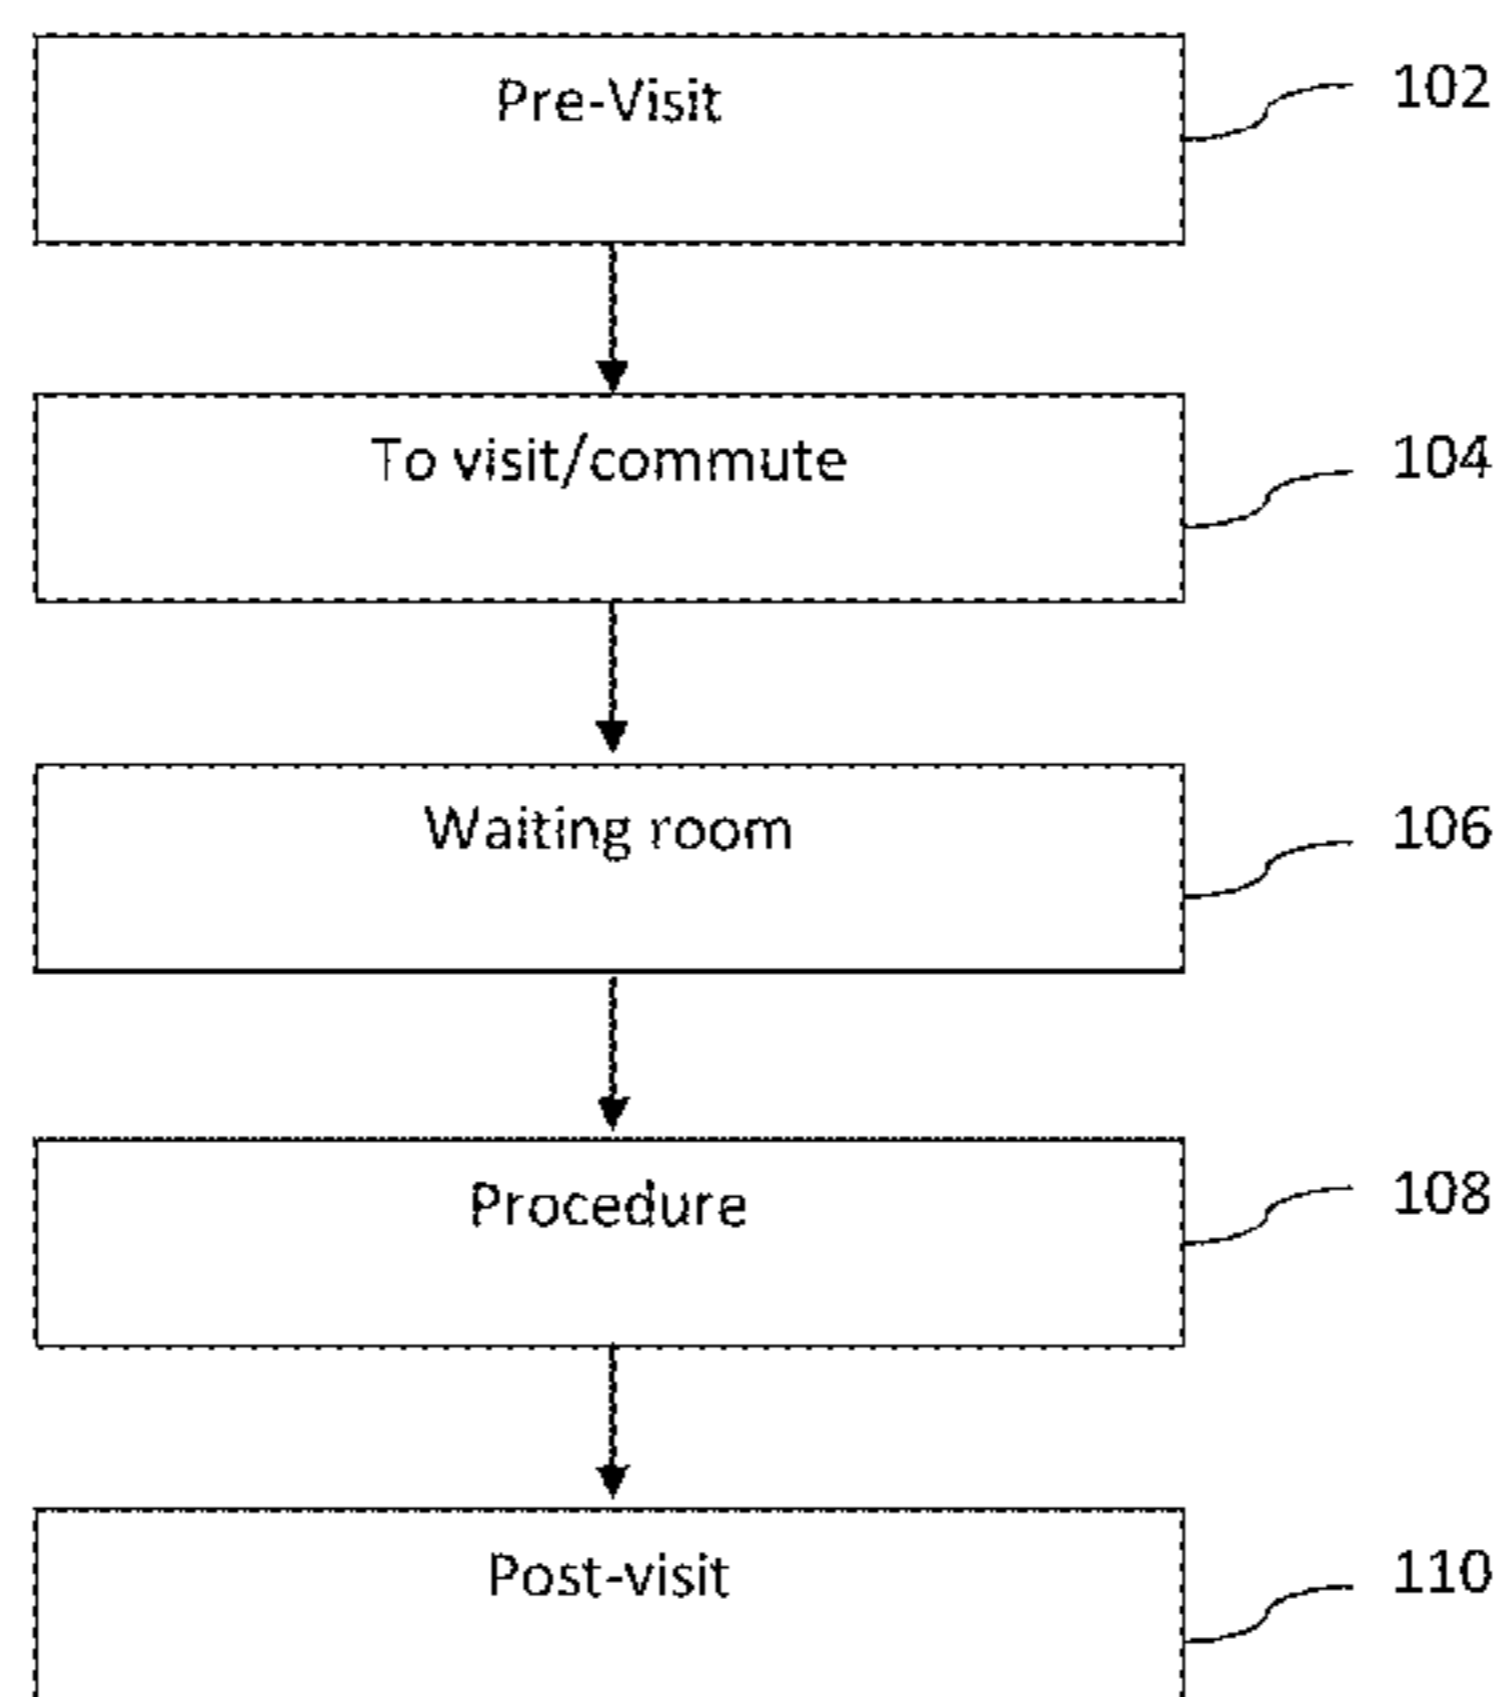 Pre-Visit
102
To visit/commute
104
Waiting room
106
Procedure
108
Post-visit
110